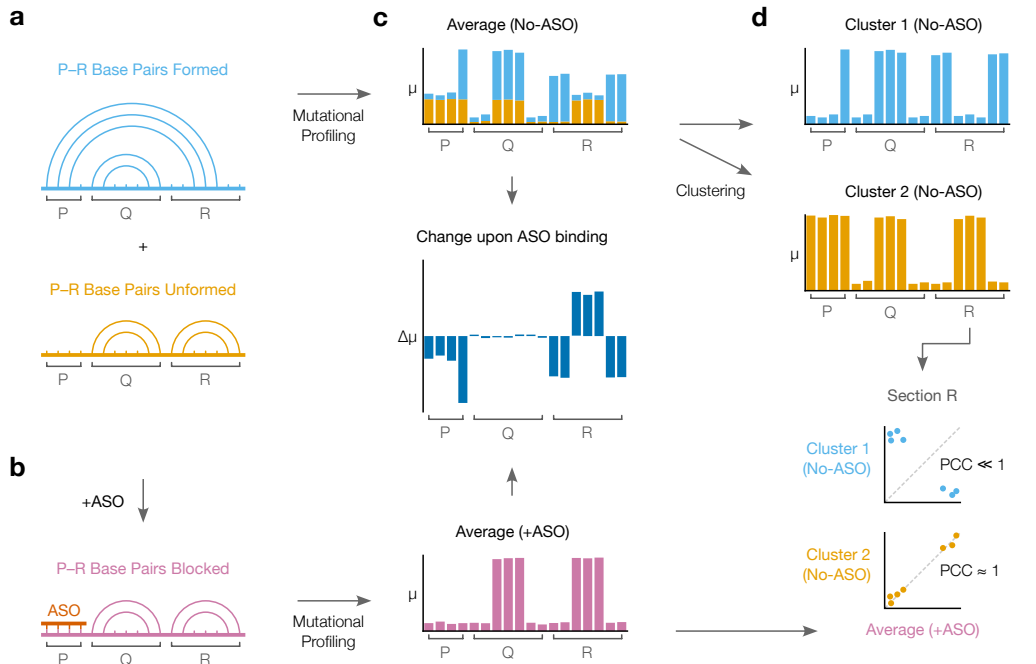 a
P–R Base Pairs Formed
P
Q
R
+
P–R Base Pairs Unformed
P
Q
R
b
+ASO
P–R Base Pairs Blocked
ASO
P
Q
R
Mutational
Profiling
Mutational
Profiling
c
Average (No-ASO)
μ
P
Q
R
Change upon ASO binding
Δμ
P
Q
R
Average (+ASO)
μ
P
Q
R
Clustering
d
Cluster 1 (No-ASO)
μ
P
Q
R
Cluster 2 (No-ASO)
μ
P
Q
R
Section R
Cluster 1
(No-ASO)
PCC ≪ 1
Cluster 2
(No-ASO)
PCC ≈ 1
Average (+ASO)